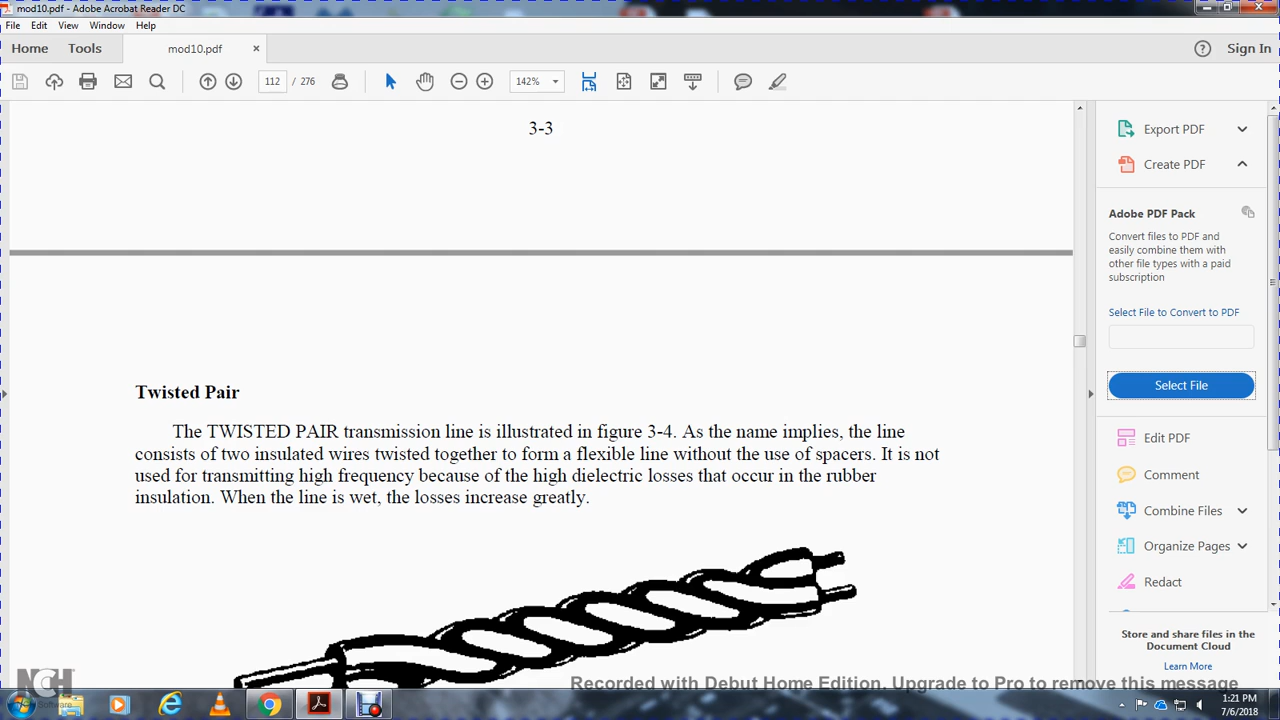 mod10.pdf - Adobe Acrobat Reader DC
File Edit View Window Help
Home Tools mod10.pdf × Sign In
112 / 276 142%
3-3
Twisted Pair
The TWISTED PAIR transmission line is illustrated in figure 3-4. As the name implies, the line
consists of two insulated wires twisted together to form a flexible line without the use of spacers. It is not
used for transmitting high frequency because of the high dielectric losses that occur in the rubber
insulation. When the line is wet, the losses increase greatly.
Export PDF
Create PDF
Adobe PDF Pack
Convert files to PDF and
easily combine them with
other file types with a paid
subscription
Select File to Convert to PDF
Select File
Edit PDF
Comment
Combine Files
Organize Pages
Redact
Store and share files in the
Document Cloud
Learn More
NCH
Software
Recorded with Debut Home Edition. Upgrade to Pro to remove this message
1:21 PM
7/6/2018